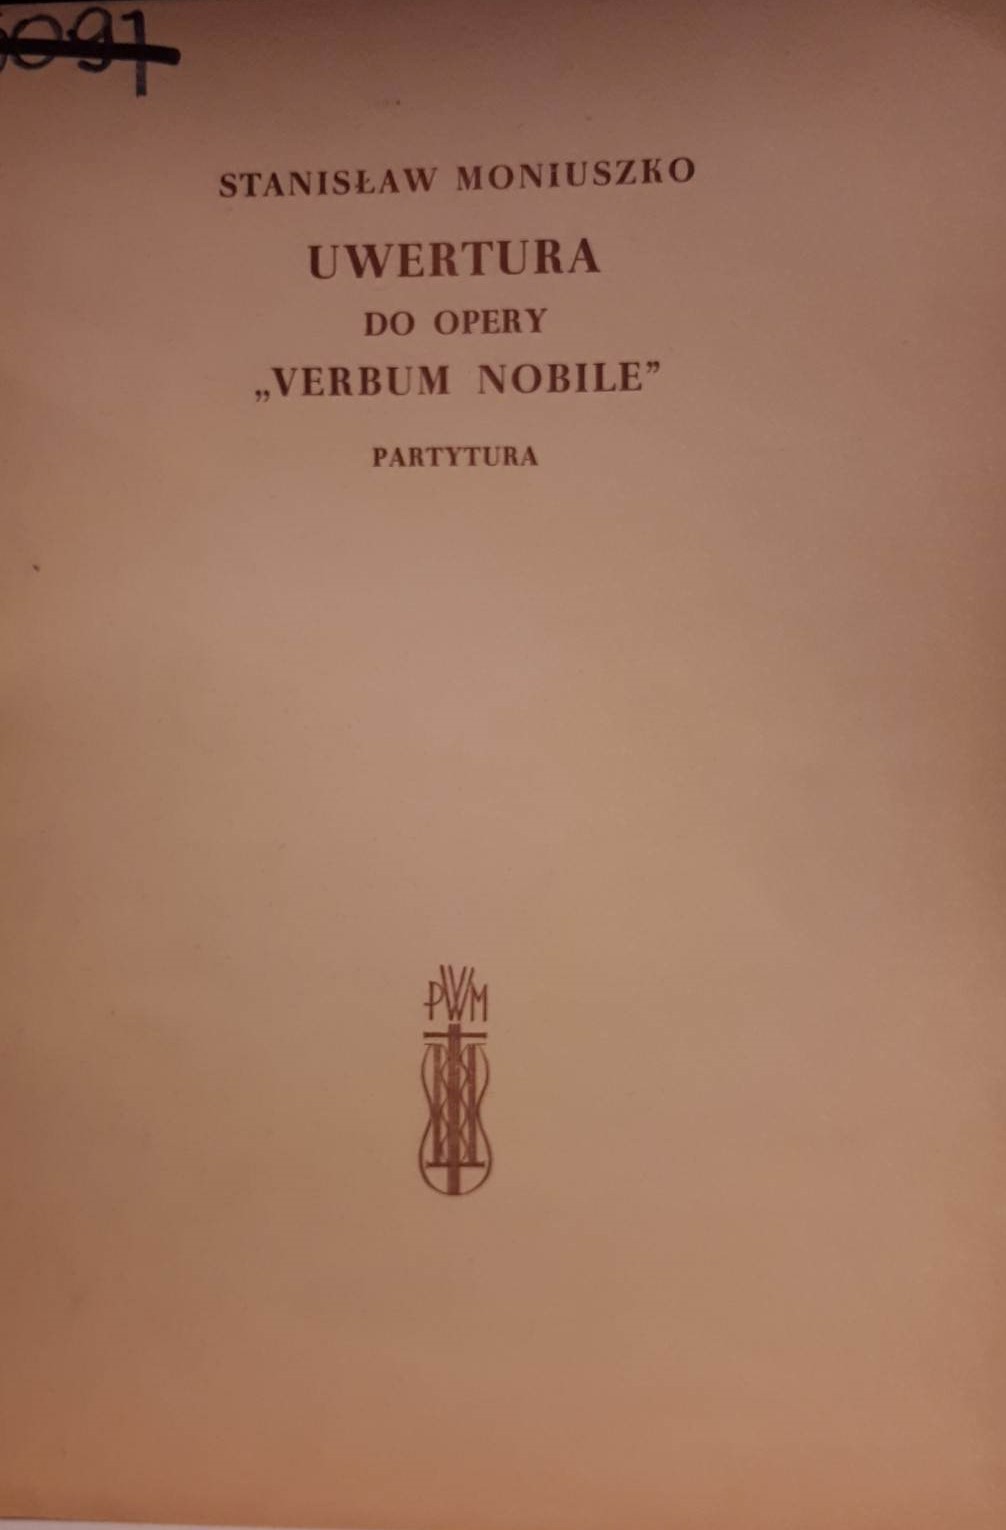 STANISŁAW MONIUSZKO
UWERTURA
DO OPERY
„VERBUM NOBILE”
PARTYTURA
PWM